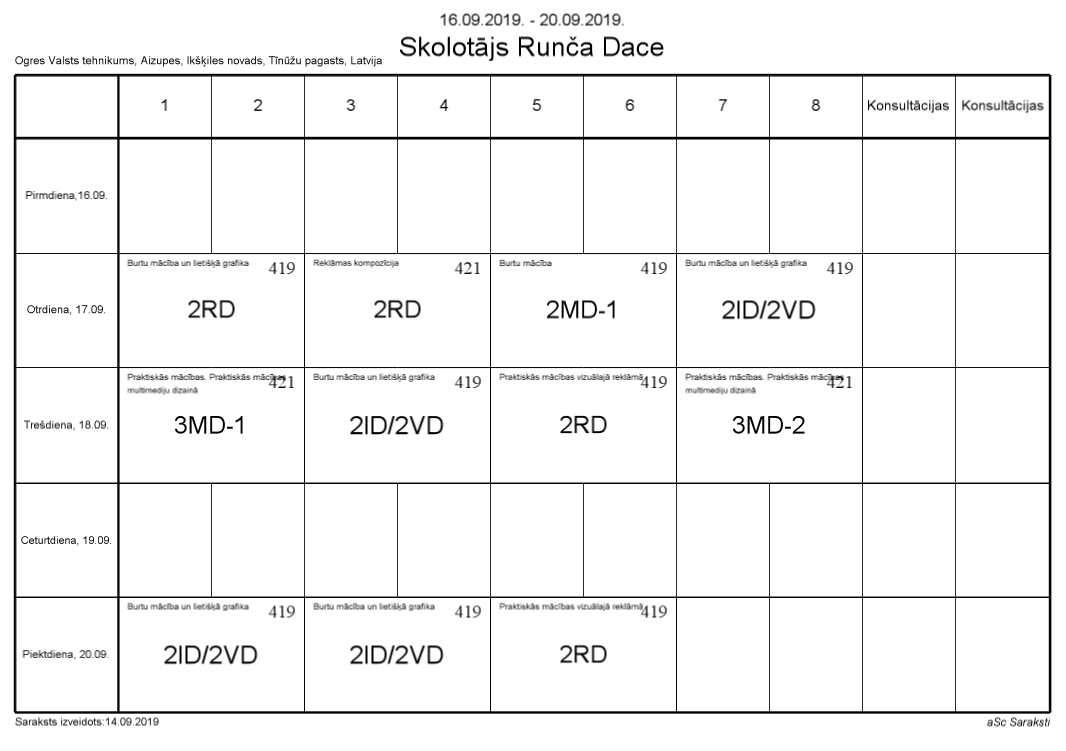 16.09.2019. - 20.09.2019.
Skolotājs Runča Dace
Ogres Valsts tehnikums, Aizupes, Ikšķiles novads, Tīnūžu pagasts, Latvija
1 2 3 4 5 6 7 8 Konsultācijas Konsultācijas
Pirmdiena,16.09.
Burtu mācība un lietišķā grafika 419 Reklāmas kompozīcija 421 Burtu mācība 419 Burtu mācība un lietišķā grafika 419
Otrdiena, 17.09. 2RD 2RD 2MD-1 2ID/2VD
Praktiskās mācības. Praktiskās mācības 421 Burtu mācība un lietišķā grafika 419 Praktiskās mācības vizuālajā reklāmā 419 Praktiskās mācības. Praktiskās mācības 421
multimediju dizainā multimediju dizainā
Trešdiena, 18.09. 3MD-1 2ID/2VD 2RD 3MD-2
Ceturtdiena, 19.09.
Burtu mācība un lietišķā grafika 419 Burtu mācība un lietišķā grafika 419 Praktiskās mācības vizuālajā reklāmā 419
Piektdiena, 20.09. 2ID/2VD 2ID/2VD 2RD
Saraksts izveidots:14.09.2019 aSc Saraksti